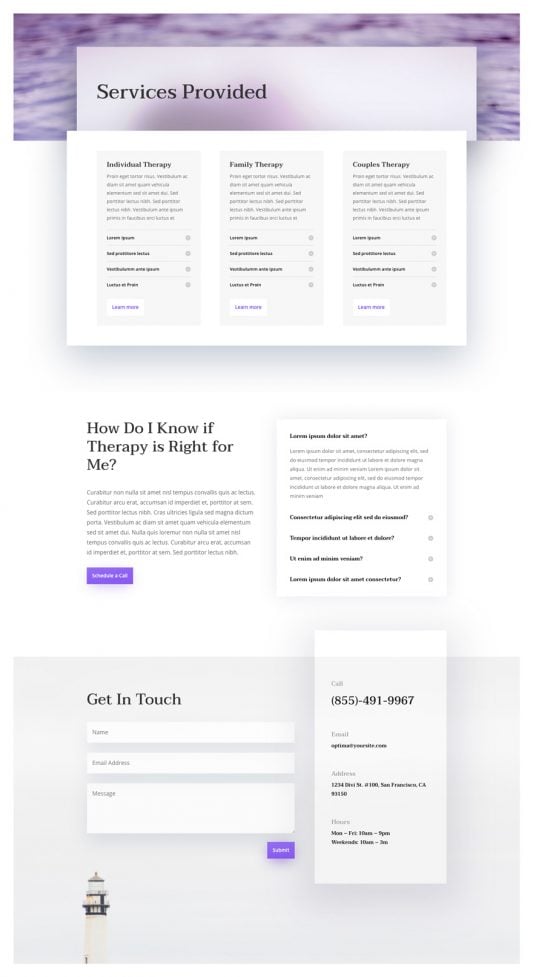 Services Provided
Individual Therapy
Proin eget tortor risus. Vestibulum ac
diam sit amet quam vehicula
elementum sed sit amet dui. Sed
porttitor lectus nibh. Cras ultricies
lectus nibh. Vestibulum ante ipsum
primis in faucibus orci luctus et
Lorem Ipsum
Sed protitore lectus
Vestibulumm ante ipsum
Luctus et Proin
Learn more
Family Therapy
Proin eget tortor risus. Vestibulum ac
diam sit amet quam vehicula
elementum sed sit amet dui. Sed
porttitor lectus nibh. Sed porttitor
lectus nibh. Vestibulum ante ipsum
primis in faucibus orci luctus et
Lorem Ipsum
Sed protitore lectus
Vestibulumm ante ipsum
Luctus et Proin
Learn more
Couples Therapy
Proin eget tortor risus. Vestibulum ac
diam sit amet quam vehicula
elementum sed sit amet dui. Sed
porttitor lectus nibh. Sed porttitor
lectus nibh. Vestibulum ante ipsum
primis in faucibus orci luctus et
Lorem Ipsum
Sed protitore lectus
Vestibulumm ante ipsum
Luctus et Proin
Learn more
How Do I Know if
Therapy is Right for
Me?
Curabitur non nulla sit amet nisl tempus convallis quis ac lectus.
Curabitur arcu erat, accumsan id imperdiet et, porttitor at sem.
Sed porttitor lectus nibh. Cras ultricies ligula sed magna dictum
porta. Vestibulum ac diam sit amet quam vehicula elementum
sed sit amet dui. Nulla quis loremur non nulla sit amet nisl
tempus convallis quis ac lectus. Curabitur arcu erat, accumsan
id imperdiet et, porttitor at sem. Sed porttitor lectus nibh.
Schedule a Call
Lorem ipsum dolor sit amet?
Lorem ipsum dolor sit amet, consectetur adipiscing elit, sed
do eiusmod tempor incididunt ut labore et dolore magna
aliqua. Ut enim ad minim veniam Lorem ipsum dolor sit
amet, consectetur adipiscing elit, sed do eiusmod tempor
incididunt ut labore et dolore magna aliqua. Ut enim ad
minim veniam
Consectetur adipiscing elit sed do eiusmod?
Tempor incididunt ut labore et dolore?
Ut enim ad minim veniam?
Lorem ipsum dolor sit amet consectetur?
Get In Touch
Name
Email Address
Message
Submit
Call
(855)-491-9967
Email
optima@yoursite.com
Address
1234 Divi St. #100, San Francisco, CA
93150
Hours
Mon – Fri: 10am – 9pm
Weekends: 10am – 3m